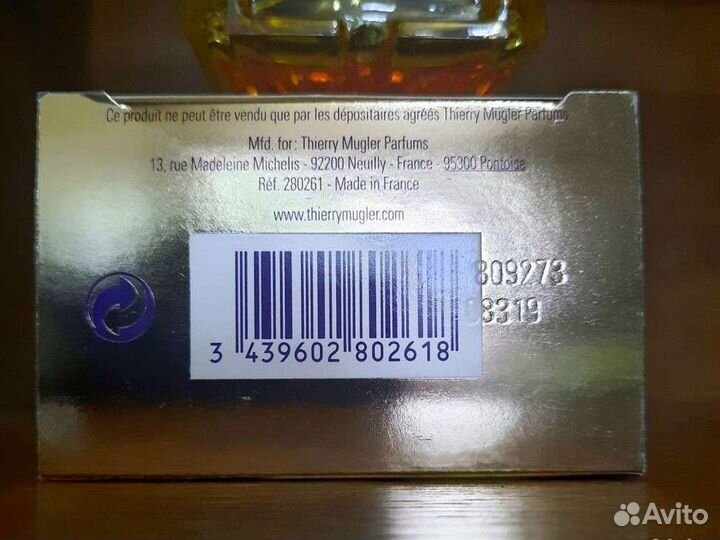 Ce produit ne peut être vendu que par les dépositaires agréés Thierry Mugler Parfums
Mfd. for: Thierry Mugler Parfums
13, rue Madeleine Michelis - 92200 Neuilly - France - 95300 Pontoise
Réf. 280261 - Made in France
www.thierrymugler.com
809273
08319
3 439602 802618
Avito